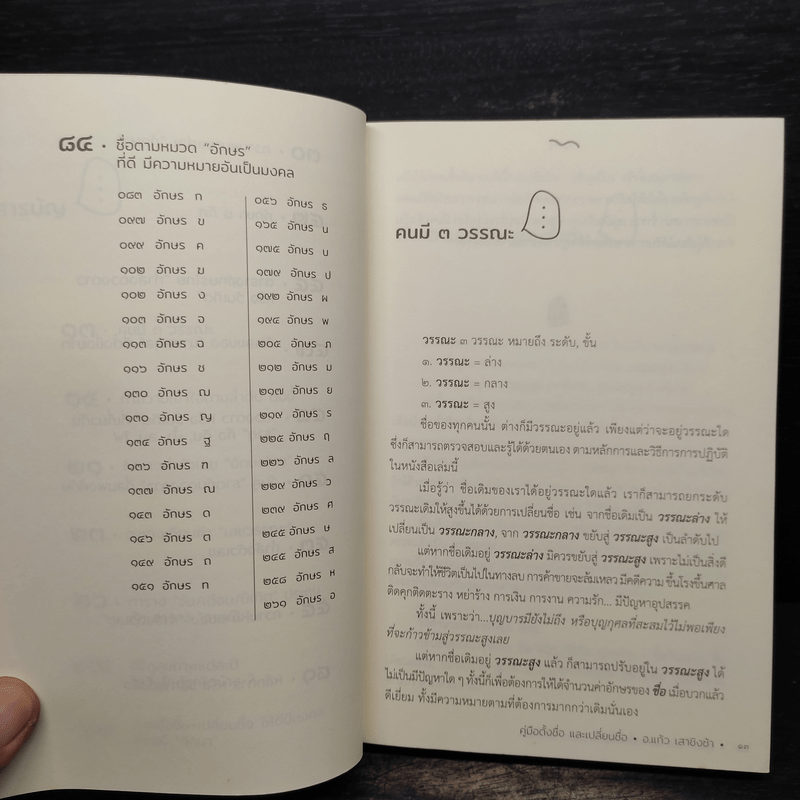 ๘๔ • ชื่อตามหมวด "อักษร"
ที่ดี มีความหมายอันเป็นมงคล
๐๘๓ อักษร ก
๐๙๗ อักษร ข
๐๙๙ อักษร ค
๑๐๒ อักษร ฆ
๑๐๒ อักษร ง
๑๐๓ อักษร จ
๑๑๓ อักษร ฉ
๑๑๖ อักษร ช
๑๓๐ อักษร ฌ
๑๓๐ อักษร ญ
๑๓๔ อักษร ฐ
๑๓๖ อักษร ฑ
๑๓๗ อักษร ณ
๑๔๓ อักษร ด
๑๔๖ อักษร ต
๑๔๙ อักษร ถ
๑๕๑ อักษร ท
๑๕๖ อักษร ธ
๑๖๕ อักษร น
๑๗๕ อักษร บ
๑๗๙ อักษร ป
๑๙๒ อักษร ผ
๑๙๔ อักษร พ
๒๐๕ อักษร ภ
๒๑๒ อักษร ม
๒๑๗ อักษร ย
๒๑๙ อักษร ร
๒๒๕ อักษร ฤ
๒๒๖ อักษร ล
๒๒๙ อักษร ว
๒๓๙ อักษร ศ
๒๔๕ อักษร ษ
๒๔๕ อักษร ส
๒๕๘ อักษร ห
๒๖๑ อักษร อ
คนมี ๓ วรรณะ
วรรณะ ๓ วรรณะ หมายถึง ระดับ, ชั้น
๑. วรรณะ = ล่าง
๒. วรรณะ = กลาง
๓. วรรณะ = สูง
ชื่อของทุกคนนั้น ต่างก็มีวรรณะอยู่แล้ว เพียงแต่ว่าจะอยู่วรรณะใด
ซึ่งก็สามารถตรวจสอบและรู้ได้ด้วยตนเอง ตามหลักการและวิธีการการปฏิบัติ
ในหนังสือเล่มนี้
เมื่อรู้ว่า ชื่อเดิมของเราได้อยู่วรรณะใดแล้ว เราก็สามารถยกระดับ
วรรณะเดิมให้สูงขึ้นได้ด้วยการเปลี่ยนชื่อ เช่น จากชื่อเดิมเป็น วรรณะล่าง ให้
เปลี่ยนเป็น วรรณะกลาง, จาก วรรณะกลาง ขยับสู่ วรรณะสูง เป็นลำดับไป
แต่หากชื่อเดิมอยู่ วรรณะล่าง มิควรขยับสู่ วรรณะสูง เพราะไม่เป็นสิ่งดี
กลับจะทำให้ชีวิตเป็นไปในทางลบ การค้าขายจะล้มเหลว มีคดีความ ขึ้นโรงขึ้นศาล
ติดคุกติดตะราง หย่าร้าง การเงิน การงาน ความรัก... มีปัญหาอุปสรรค
ทั้งนี้ เพราะว่า...บุญบารมียังไม่ถึง หรือบุญกุศลที่สะสมไว้ไม่พอเพียง
ที่จะก้าวข้ามสู่วรรณะสูงเลย
แต่หากชื่อเดิมอยู่ วรรณะสูง แล้ว ก็สามารถปรับอยู่ใน วรรณะสูง ได้
ไม่เป็นมีปัญหาใด ๆ ทั้งนี้ก็เพื่อต้องการให้ได้จำนวนค่าอักษรของ ชื่อ เมื่อบวกแล้ว
ดีเยี่ยม ทั้งมีความหมายตามที่ต้องการมากกว่าเดิมนั่นเอง
คู่มือตั้งชื่อ และเปลี่ยนชื่อ • อ.แก้ว เสาชิงช้า • ๑๓